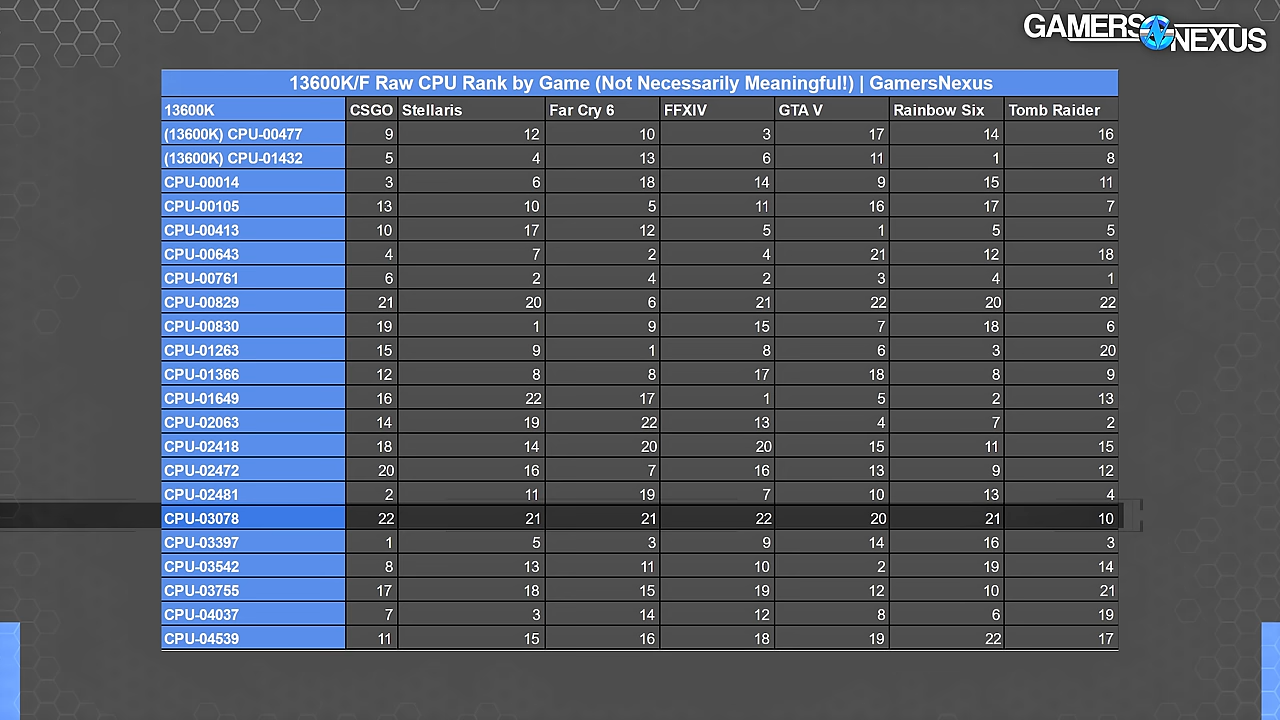 GAMERS NEXUS
13600K/F Raw CPU Rank by Game (Not Necessarily Meaningful!) | GamersNexus
13600K CSGO Stellaris Far Cry 6 FFXIV GTA V Rainbow Six Tomb Raider
(13600K) CPU-00477 9 12 10 3 17 14 16
(13600K) CPU-01432 5 4 13 6 11 1 8
CPU-00014 3 6 18 14 9 15 11
CPU-00105 13 10 5 11 16 17 7
CPU-00413 10 17 12 5 1 5 5
CPU-00643 4 7 2 4 21 12 18
CPU-00761 6 2 4 2 3 4 1
CPU-00829 21 20 6 21 22 20 22
CPU-00830 19 1 9 15 7 18 6
CPU-01263 15 9 1 8 6 3 20
CPU-01366 12 8 8 17 18 8 9
CPU-01649 16 22 17 1 5 2 13
CPU-02063 14 19 22 13 4 7 2
CPU-02418 18 14 20 20 15 11 15
CPU-02472 20 16 7 16 13 9 12
CPU-02481 2 11 19 7 10 13 4
CPU-03078 22 21 21 22 20 21 10
CPU-03397 1 5 3 9 14 16 3
CPU-03542 8 13 11 10 2 19 14
CPU-03755 17 18 15 19 12 10 21
CPU-04037 7 3 14 12 8 6 19
CPU-04539 11 15 16 18 19 22 17